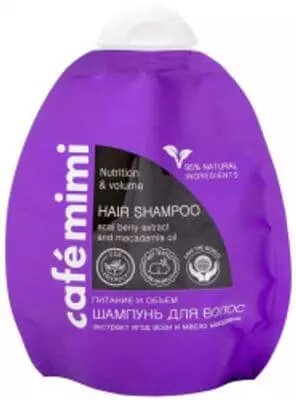 café mimi
95% NATURAL
INGREDIENTS
Nutrition
& volume
HAIR SHAMPOO
acai berry extract
and macadamia oil
ПИТАНИЕ И ОБЪЕМ
ШАМПУНЬ ДЛЯ ВОЛОС
экстракт ягод асаи и масло макадамии